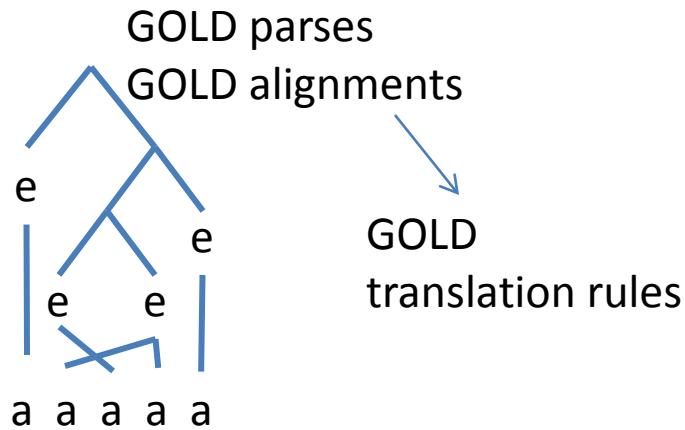 GOLD parses
GOLD alignments
e
e
GOLD
translation rules
e e
a a a a a